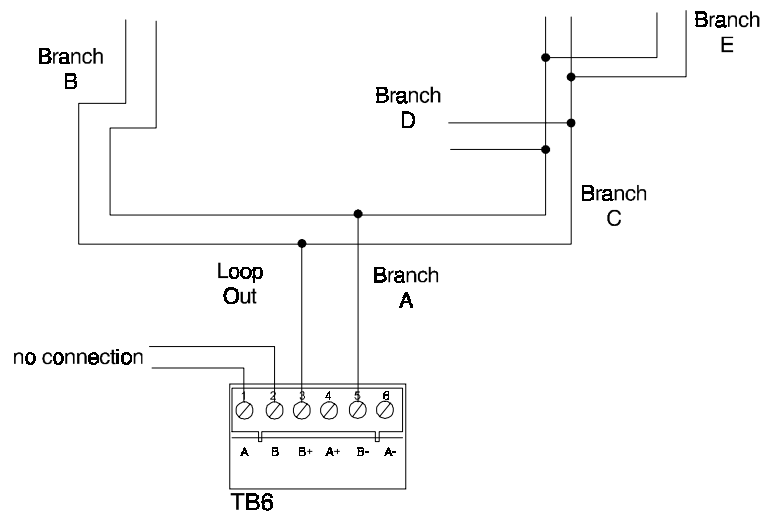 Branch
E
Branch
B
Branch
D
Branch
C
Loop
Out
Branch
A
no connection
1 2 3 4 5 6
A B B+ A+ B- A-
TB6